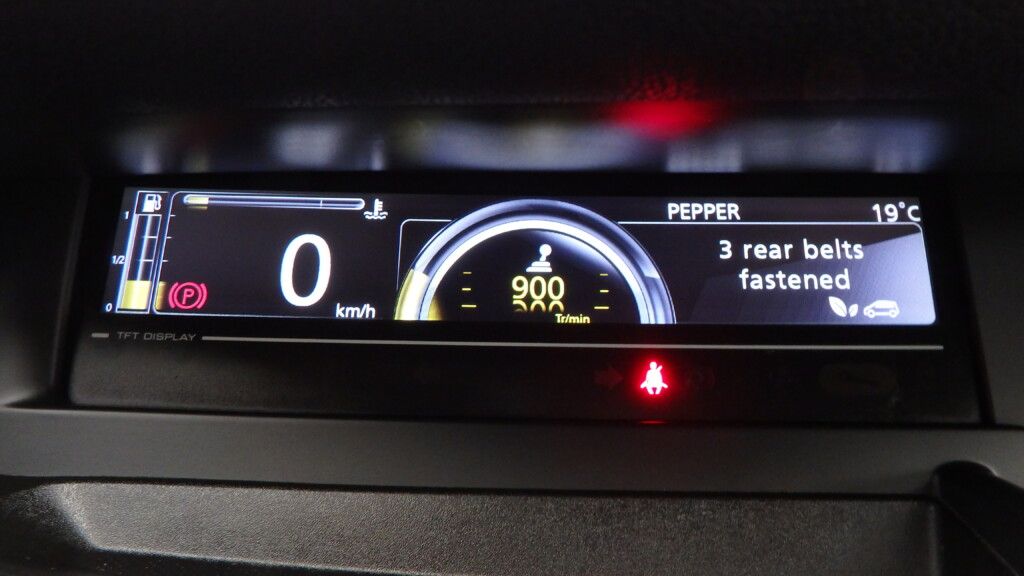 PEPPER
19°C
1
1/2
0
P
0
km/h
900
Tr/min
3 rear belts
fastened
TFT DISPLAY